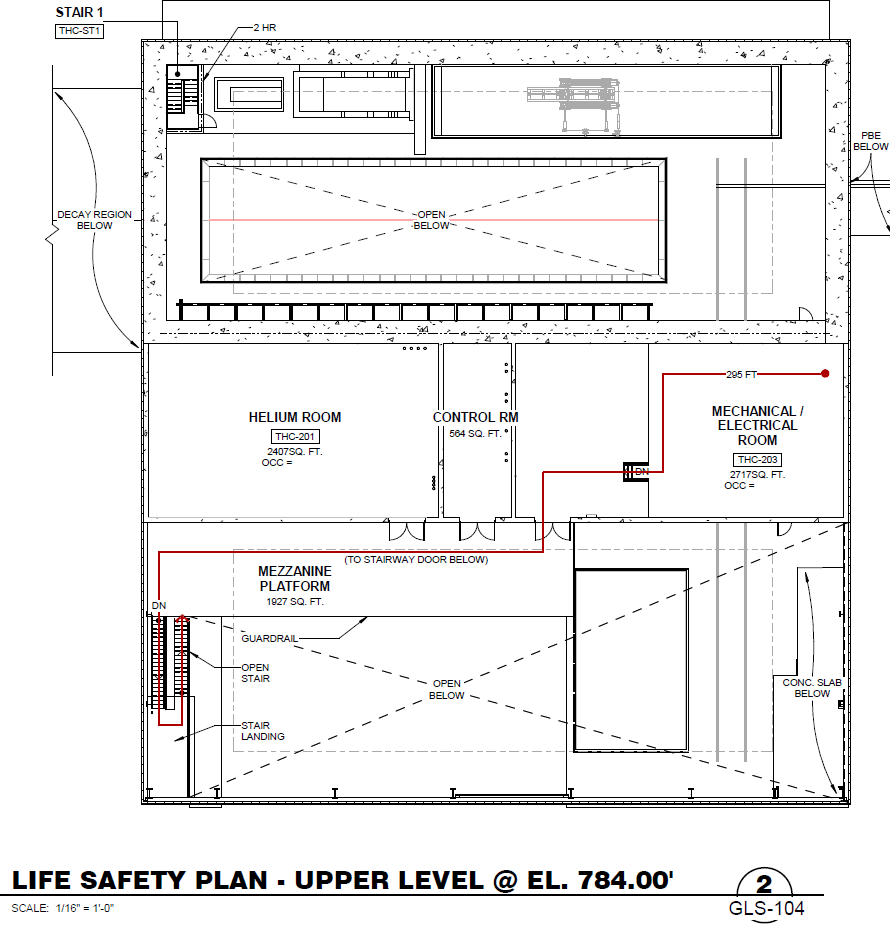 STAIR 1
THC-ST1
2 HR
PBE
BELOW
DECAY REGION
BELOW
OPEN
BELOW
295 FT
HELIUM ROOM
THC-201
2407SQ. FT.
OCC =
CONTROL RM
564 SQ. FT.
MECHANICAL /
ELECTRICAL
ROOM
THC-203
2717SQ. FT.
OCC =
DN
(TO STAIRWAY DOOR BELOW)
MEZZANINE
PLATFORM
1927 SQ. FT.
DN
GUARDRAIL
OPEN
STAIR
OPEN
BELOW
CONC. SLAB
BELOW
STAIR
LANDING
LIFE SAFETY PLAN - UPPER LEVEL @ EL. 784.00'
SCALE: 1/16" = 1'-0"
2
GLS-104